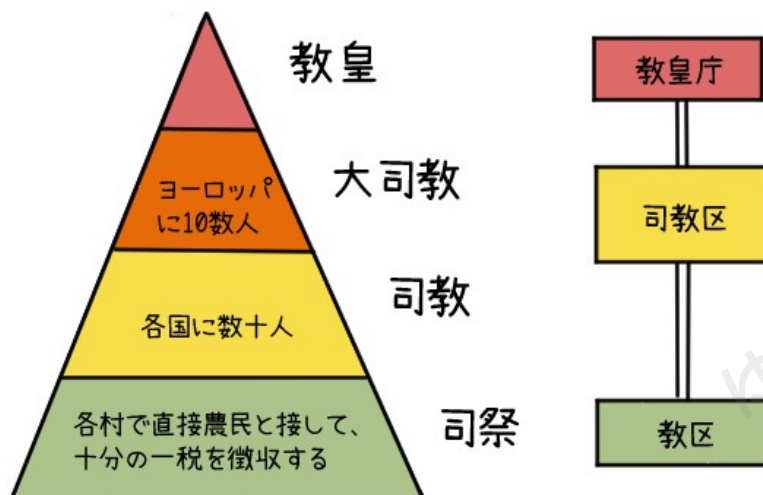 教皇
教皇庁
大司教
ヨーロッパ
に10数人
司教区
司教
各国に数十人
司祭
各村で直接農民と接して、
十分の一税を徴収する
教区